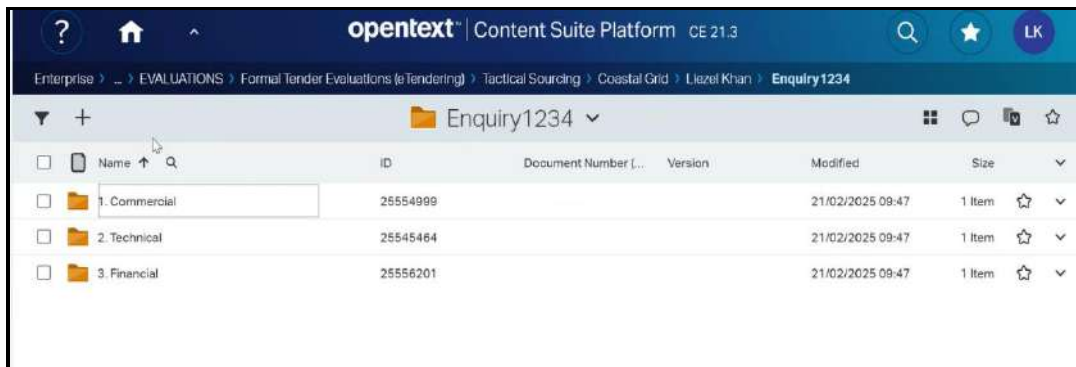 ? opentext™ | Content Suite Platform CE 21.3 LK
Enterprise > ... > EVALUATIONS > Formal Tender Evaluations (eTendering) > Tactical Sourcing > Coastal Grid > Liezel Khan > Enquiry1234
Enquiry1234
Name ID Document Number (... Version Modified Size
1. Commercial 25554999 21/02/2025 09:47 1 Item
2. Technical 25545464 21/02/2025 09:47 1 Item
3. Financial 25556201 21/02/2025 09:47 1 Item